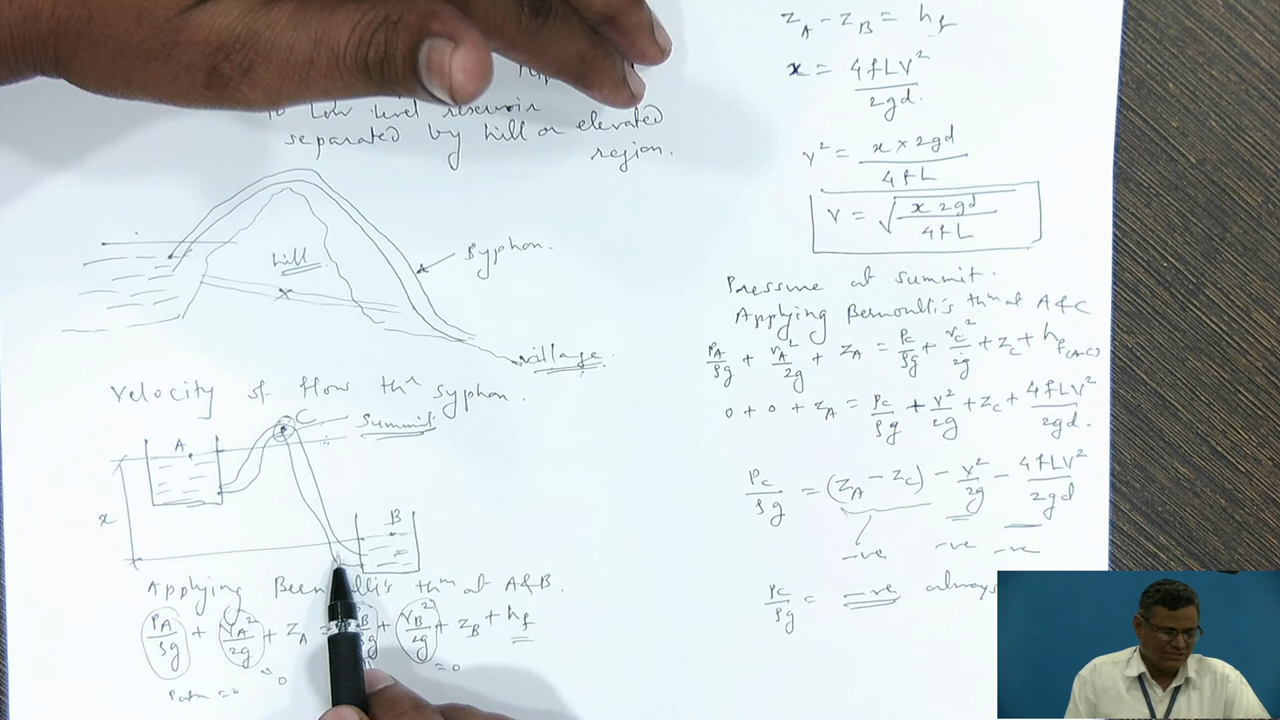 to low level reservoir
separated by hill or elevated
region.
hill
x
Syphon.
village.
Velocity of flow thr syphon.
C
Summit
A
x
B
Applying Bernoulli's thm at A&B.
PA/ρg + VA²/2g + ZA = PB/ρg + VB²/2g + ZB + hf
Patm = 0
= 0
= 0
ZA - ZB = hf
x = 4fLV²/2gd.
V² = x × 2gd/4fL
V = √(x 2gd/4fL)
Pressure at summit.
Applying Bernoulli's thm at A&C
PA/ρg + VA²/2g + ZA = PC/ρg + VC²/2g + ZC + hf(A-C)
0 + 0 + ZA = PC/ρg + V²/2g + ZC + 4fLV²/2gd.
PC/ρg = (ZA - ZC) - V²/2g - 4fLV²/2gd
-ve -ve -ve
PC/ρg = -ve always